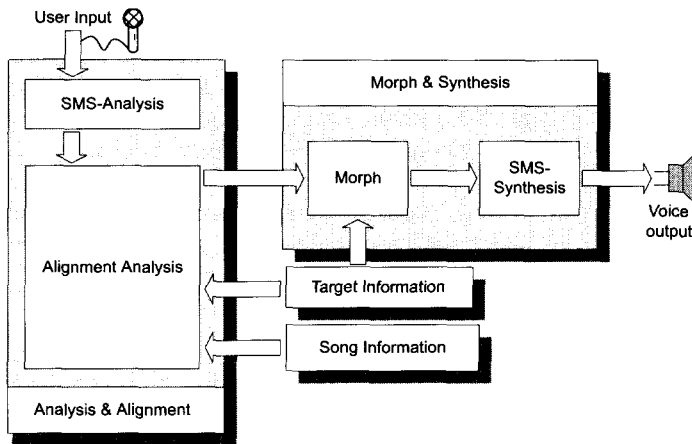 User Input
SMS-Analysis
Alignment Analysis
Analysis & Alignment
Morph & Synthesis
Morph
SMS-
Synthesis
Voice
output
Target Information
Song Information